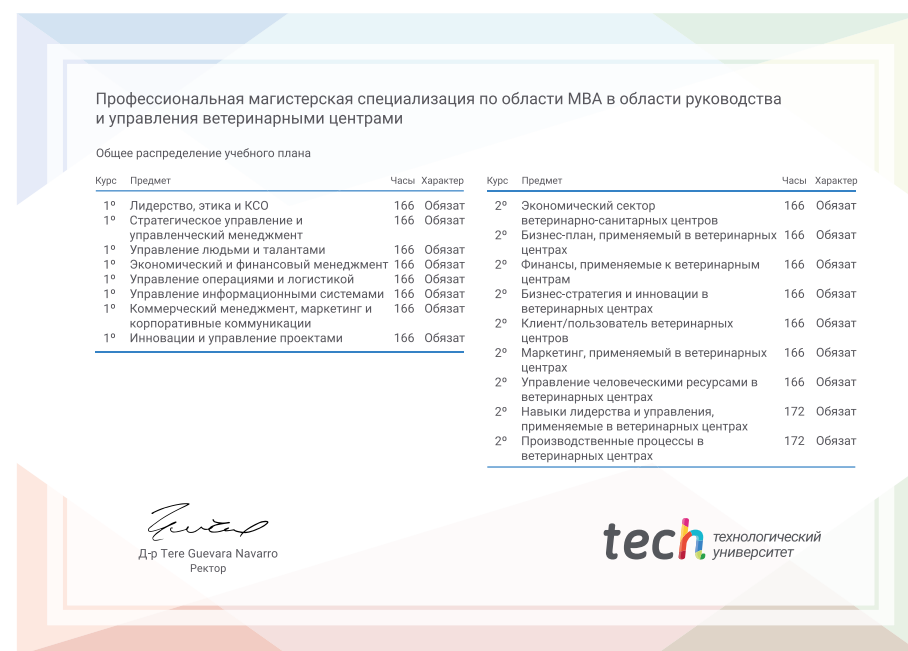 Профессиональная магистерская специализация по области MBA в области руководства
и управления ветеринарными центрами
Общее распределение учебного плана
Курс Предмет Часы Характер
1º Лидерство, этика и КСО 166 Обязат
1º Стратегическое управление и 166 Обязат
управленческий менеджмент
1º Управление людьми и талантами 166 Обязат
1º Экономический и финансовый менеджмент 166 Обязат
1º Управление операциями и логистикой 166 Обязат
1º Управление информационными системами 166 Обязат
1º Коммерческий менеджмент, маркетинг и 166 Обязат
корпоративные коммуникации
1º Инновации и управление проектами 166 Обязат
Курс Предмет Часы Характер
2º Экономический сектор 166 Обязат
ветеринарно-санитарных центров
2º Бизнес-план, применяемый в ветеринарных 166 Обязат
центрах
2º Финансы, применяемые к ветеринарным 166 Обязат
центрам
2º Бизнес-стратегия и инновации в 166 Обязат
ветеринарных центрах
2º Клиент/пользователь ветеринарных 166 Обязат
центров
2º Маркетинг, применяемый в ветеринарных 166 Обязат
центрах
2º Управление человеческими ресурсами в 166 Обязат
ветеринарных центрах
2º Навыки лидерства и управления, 172 Обязат
применяемые в ветеринарных центрах
2º Производственные процессы в 172 Обязат
ветеринарных центрах
Д-р Tere Guevara Navarro
Ректор
tech технологический
университет